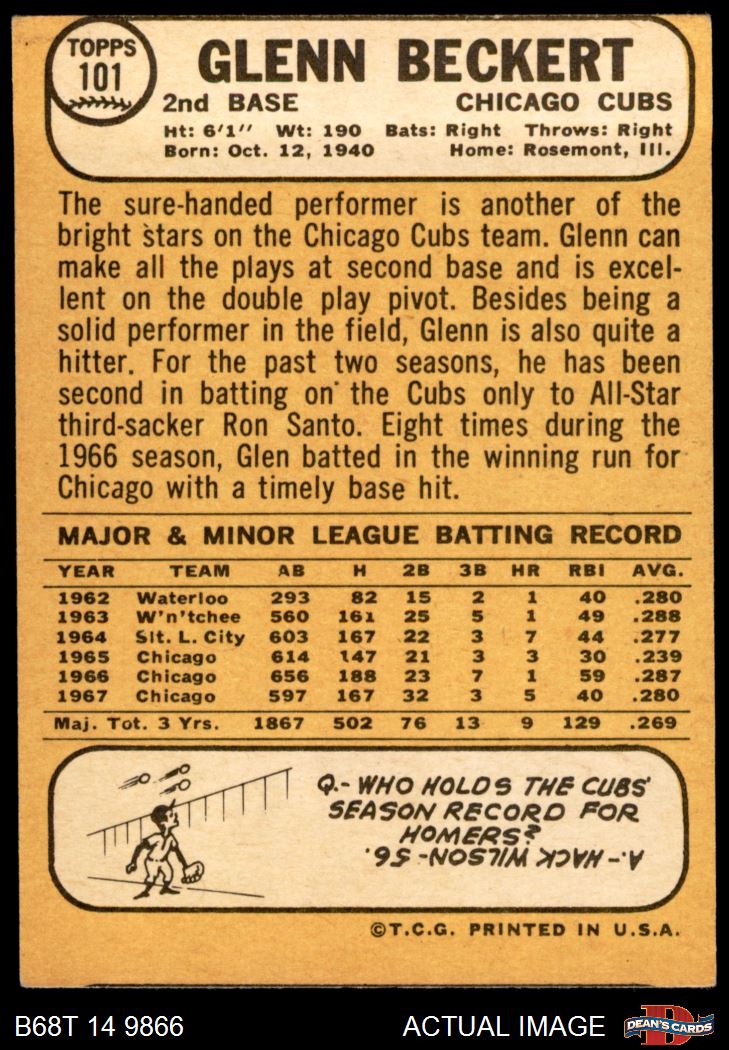 TOPPS
101
GLENN BECKERT
2nd BASE CHICAGO CUBS
Ht: 6'1" Wt: 190 Bats: Right Throws: Right
Born: Oct. 12, 1940 Home: Rosemont, Ill.
The sure-handed performer is another of the
bright stars on the Chicago Cubs team. Glenn can
make all the plays at second base and is excel-
lent on the double play pivot. Besides being a
solid performer in the field, Glenn is also quite a
hitter. For the past two seasons, he has been
second in batting on the Cubs only to All-Star
third-sacker Ron Santo. Eight times during the
1966 season, Glen batted in the winning run for
Chicago with a timely base hit.
MAJOR & MINOR LEAGUE BATTING RECORD
YEAR TEAM AB H 2B 3B HR RBI AVG.
1962 Waterloo 293 82 15 2 1 40 .280
1963 W'n'tchee 560 161 25 5 1 49 .288
1964 Slt. L. City 603 167 22 3 7 44 .277
1965 Chicago 614 147 21 3 3 30 .239
1966 Chicago 656 188 23 7 1 59 .287
1967 Chicago 597 167 32 3 5 40 .280
Maj. Tot. 3 Yrs. 1867 502 76 13 9 129 .269
Q.- WHO HOLDS THE CUBS'
SEASON RECORD FOR
HOMERS?
A.- HACK WILSON- 56.
©T.C.G. PRINTED IN U.S.A.
B68T 14 9866 ACTUAL IMAGE
D
DEAN'S CARDS